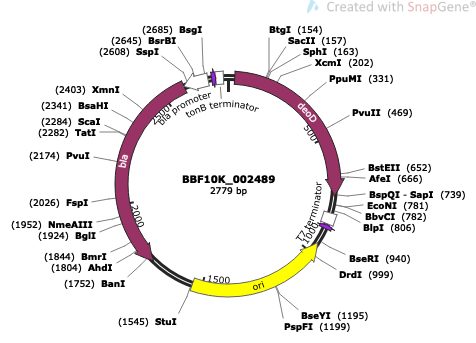 Created with SnapGene®
(2685) BsgI
(2645) BsrBI
(2608) SspI
BtgI (154)
SacII (157)
SphI (163)
XcmI (202)
PpuMI (331)
PvuII (469)
(2403) XmnI
(2341) BsaHI
(2284) ScaI
(2282) TatI
(2174) PvuI
(2026) FspI
(1952) NmeAIII
(1924) BglI
(1844) BmrI
(1804) AhdI
(1752) BanI
(1545) StuI
bla promoter
tonB terminator
deoD
500
2500
bla
BBF10K_002489
2779 bp
2000
1500
1000
T7 terminator
ori
BstEII (652)
AfeI (666)
BspQI - SapI (739)
EcoNI (781)
BbvCI (782)
BlpI (806)
BseRI (940)
DrdI (999)
BseYI (1195)
PspFI (1199)